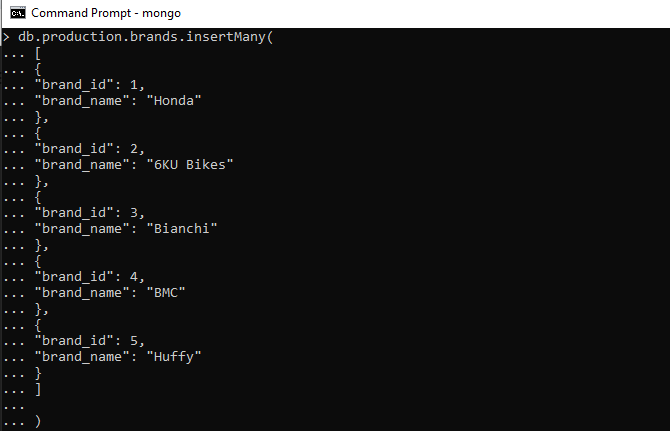 C:\. Command Prompt - mongo
> db.production.brands.insertMany(
... [
... {
... "brand_id": 1,
... "brand_name": "Honda"
... },
... {
... "brand_id": 2,
... "brand_name": "6KU Bikes"
... },
... {
... "brand_id": 3,
... "brand_name": "Bianchi"
... },
... {
... "brand_id": 4,
... "brand_name": "BMC"
... },
... {
... "brand_id": 5,
... "brand_name": "Huffy"
... }
... ]
...
... )